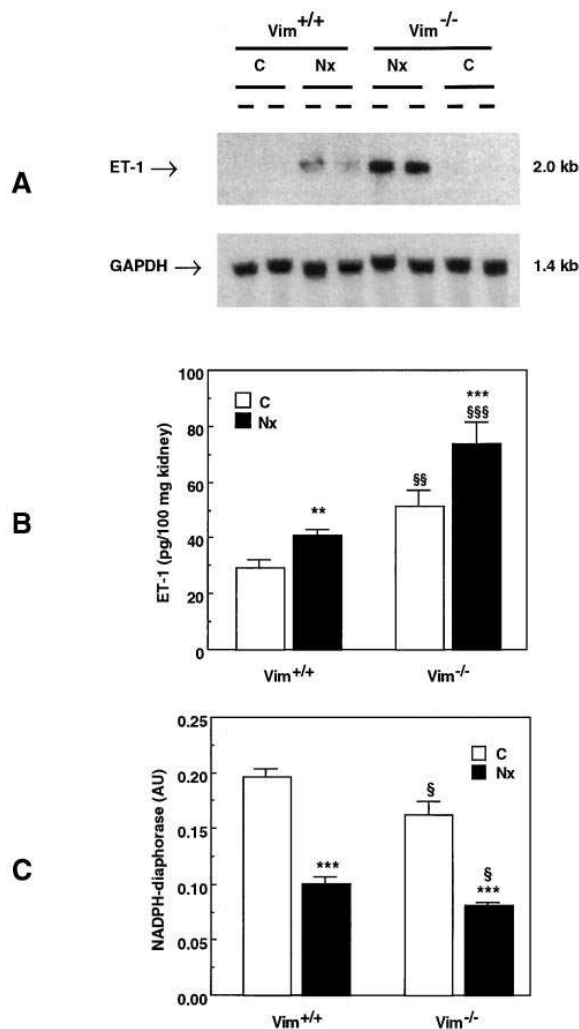 Vim+/+ Vim-/-
C Nx Nx C
A
ET-1 → 2.0 kb
GAPDH → 1.4 kb
B
ET-1 (pg/100 mg kidney)
100
80
60
40
20
0
C
Nx
**
§§
***
§§§
Vim+/+ Vim-/-
C
NADPH-diaphorase (AU)
0.25
0.20
0.15
0.10
0.05
0.00
C
Nx
***
§
§
***
Vim+/+ Vim-/-